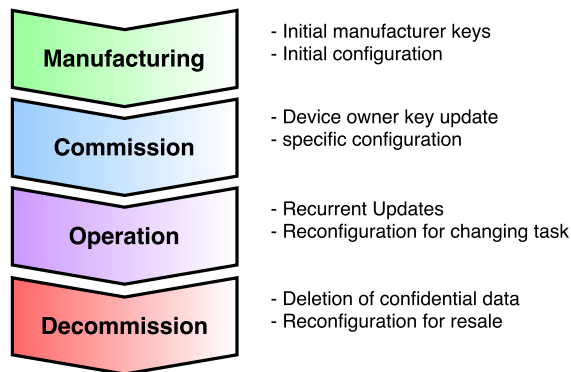 Manufacturing
- Initial manufacturer keys
- Initial configuration
Commission
- Device owner key update
- specific configuration
Operation
- Recurrent Updates
- Reconfiguration for changing task
Decommission
- Deletion of confidential data
- Reconfiguration for resale